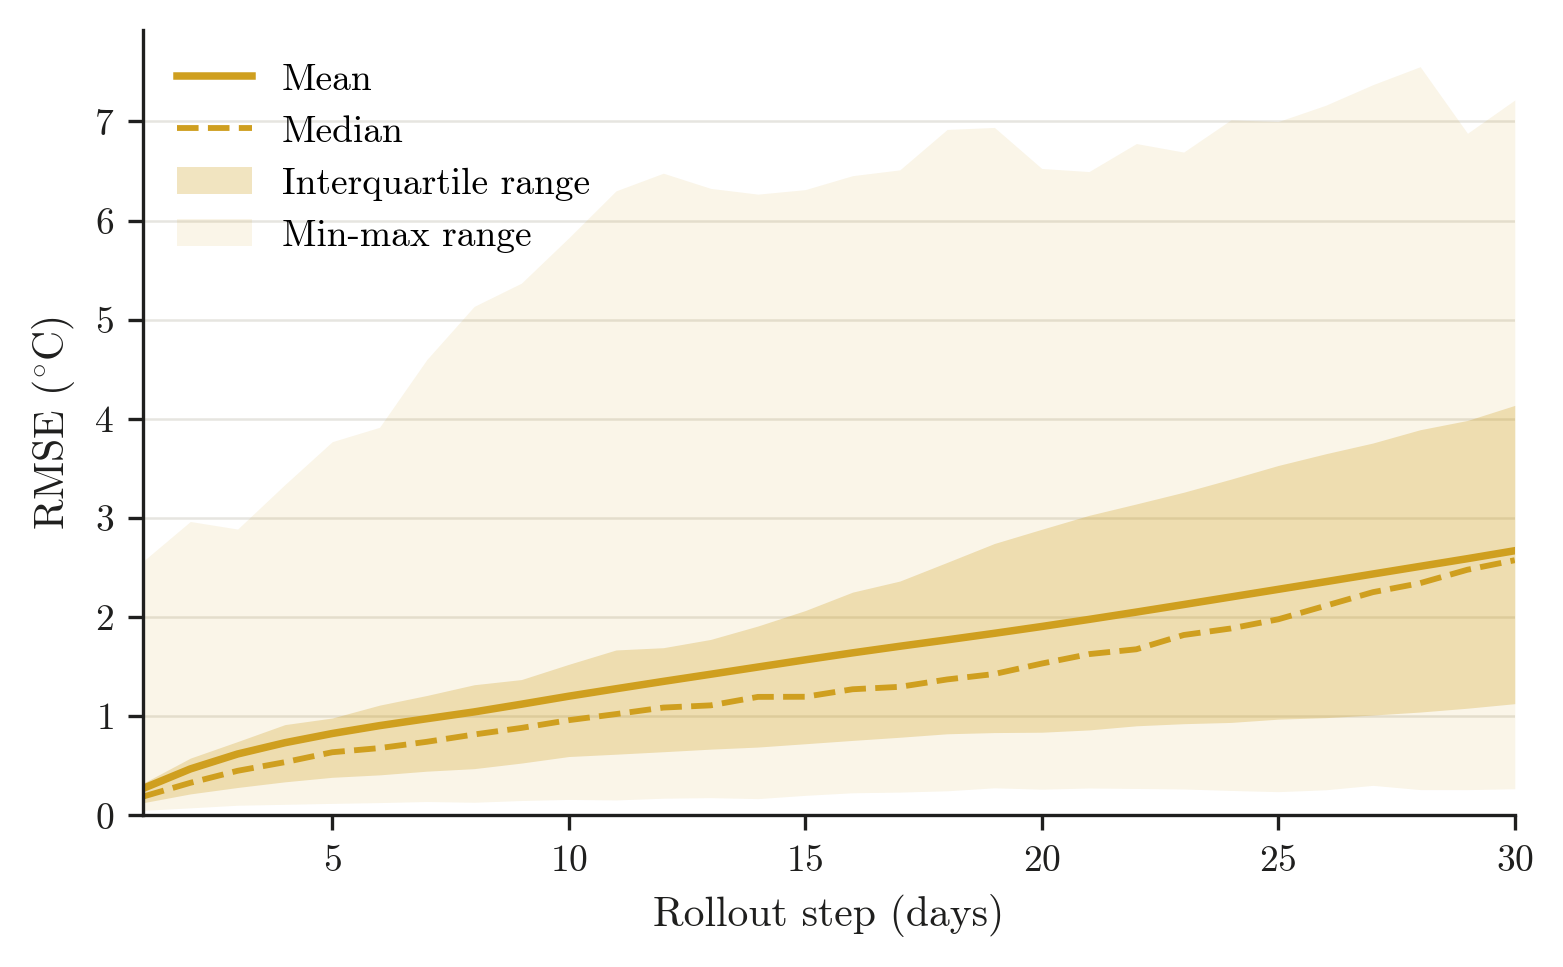 Mean
Median
Interquartile range
Min-max range
7
6
5
4
3
2
1
0
RMSE (°C)
5 10 15 20 25 30
Rollout step (days)